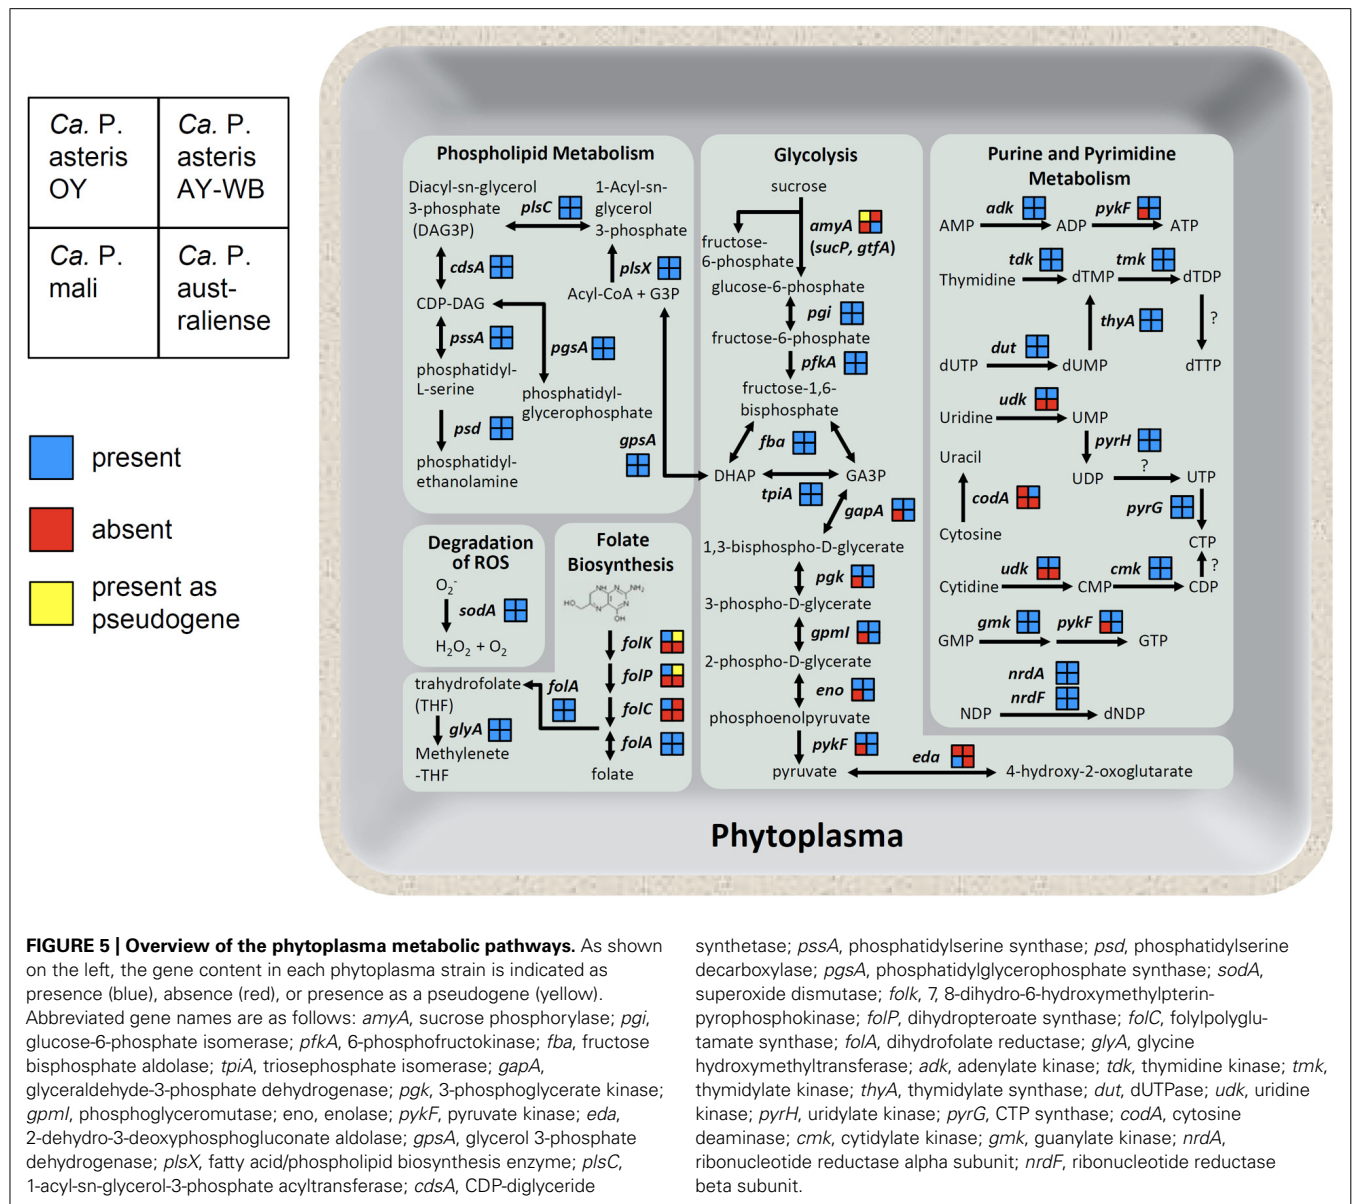 Ca. P.
asteris
OY
Ca. P.
asteris
AY-WB
Ca. P.
mali
Ca. P.
aust-
raliense
present
absent
present as
pseudogene
Phospholipid Metabolism
Diacyl-sn-glycerol
3-phosphate
(DAG3P)
plsC
1-Acyl-sn-
glycerol
3-phosphate
cdsA
plsX
Acyl-CoA + G3P
CDP-DAG
pssA
pgsA
phosphatidyl-
L-serine
phosphatidyl-
glycerophosphate
psd
gpsA
phosphatidyl-
ethanolamine
Degradation
of ROS
O2-
sodA
H2O2 + O2
Folate
Biosynthesis
HO
NH
N
NH2
N
N
OH
folK
folP
folC
folA
folate
trahydrofolate
(THF)
folA
glyA
Methylenete
-THF
Glycolysis
sucrose
amyA
(sucP, gtfA)
fructose-
6-phosphate
glucose-6-phosphate
pgi
fructose-6-phosphate
pfkA
fructose-1,6-
bisphosphate
fba
DHAP
GA3P
tpiA
gapA
1,3-bisphospho-D-glycerate
pgk
3-phospho-D-glycerate
gpmI
2-phospho-D-glycerate
eno
phosphoenolpyruvate
pykF
pyruvate
eda
4-hydroxy-2-oxoglutarate
Purine and Pyrimidine
Metabolism
adk
pykF
AMP
ADP
ATP
tdk
tmk
Thymidine
dTMP
dTDP
thyA
?
dut
dUTP
dUMP
dTTP
udk
Uridine
UMP
pyrH
Uracil
?
UDP
UTP
codA
pyrG
Cytosine
CTP
udk
cmk
?
Cytidine
CMP
CDP
gmk
pykF
GMP
GTP
nrdA
nrdF
NDP
dNDP
Phytoplasma
FIGURE 5 | Overview of the phytoplasma metabolic pathways. As shown
on the left, the gene content in each phytoplasma strain is indicated as
presence (blue), absence (red), or presence as a pseudogene (yellow).
Abbreviated gene names are as follows: amyA, sucrose phosphorylase; pgi,
glucose-6-phosphate isomerase; pfkA, 6-phosphofructokinase; fba, fructose
bisphosphate aldolase; tpiA, triosephosphate isomerase; gapA,
glyceraldehyde-3-phosphate dehydrogenase; pgk, 3-phosphoglycerate kinase;
gpmI, phosphoglyceromutase; eno, enolase; pykF, pyruvate kinase; eda,
2-dehydro-3-deoxyphosphogluconate aldolase; gpsA, glycerol 3-phosphate
dehydrogenase; plsX, fatty acid/phospholipid biosynthesis enzyme; plsC,
1-acyl-sn-glycerol-3-phosphate acyltransferase; cdsA, CDP-diglyceride
synthetase; pssA, phosphatidylserine synthase; psd, phosphatidylserine
decarboxylase; pgsA, phosphatidylglycerophosphate synthase; sodA,
superoxide dismutase; folk, 7, 8-dihydro-6-hydroxymethylpterin-
pyrophosphokinase; folP, dihydropteroate synthase; folC, folylpolyglu-
tamate synthase; folA, dihydrofolate reductase; glyA, glycine
hydroxymethyltransferase; adk, adenylate kinase; tdk, thymidine kinase; tmk,
thymidylate kinase; thyA, thymidylate synthase; dut, dUTPase; udk, uridine
kinase; pyrH, uridylate kinase; pyrG, CTP synthase; codA, cytosine
deaminase; cmk, cytidylate kinase; gmk, guanylate kinase; nrdA,
ribonucleotide reductase alpha subunit; nrdF, ribonucleotide reductase
beta subunit.